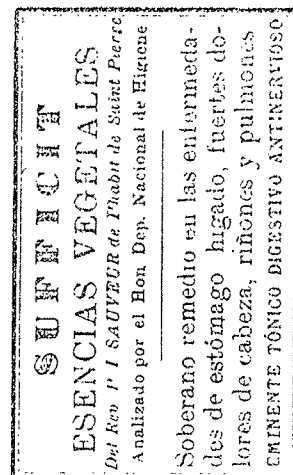 SUFFICIT
ESENCIAS VEGETALES
Del Rev P I SAUVEUR de l'habit de Saint Pierre
Analizado por el Hon Dep. Nacional de Higiene
Soberano remedio en las enfermeda-
des de estómago hígado, fuertes do-
lores de cabeza, riñones y pulmones
EMINENTE TÓNICO DIGESTIVO ANTINERVIOSO